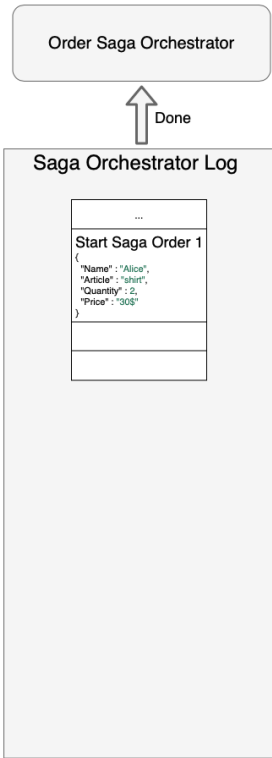 Order Saga Orchestrator
Done
Saga Orchestrator Log
...
Start Saga Order 1
{
"Name" : "Alice",
"Article" : "shirt",
"Quantity" : 2,
"Price" : "30$"
}